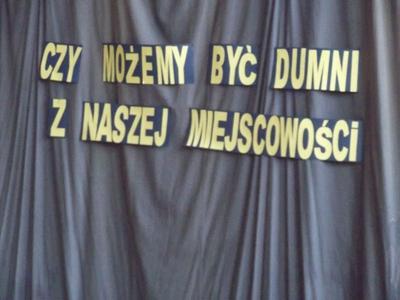 CZY MOŻEMY BYĆ DUMNI
Z NASZEJ MIEJSCOWOŚCI